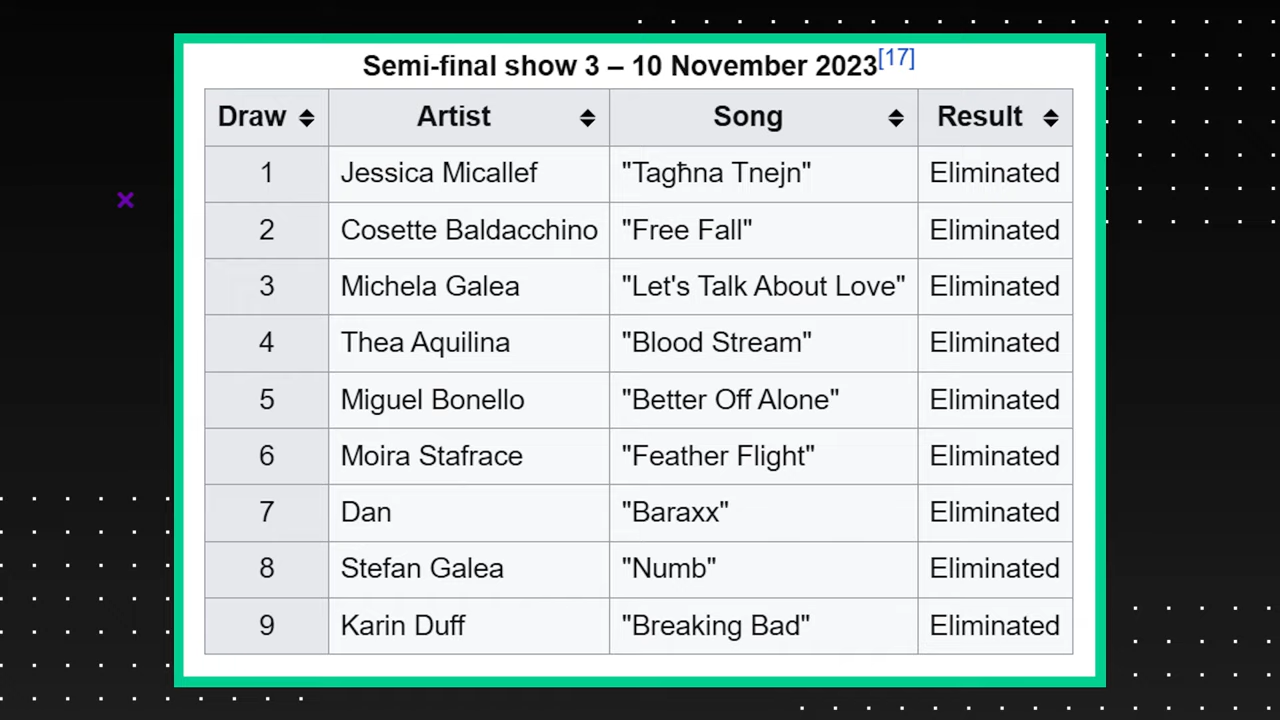 Semi-final show 3 – 10 November 2023[17]
Draw Artist Song Result
1 Jessica Micallef "Tagħna Tnejn" Eliminated
2 Cosette Baldacchino "Free Fall" Eliminated
3 Michela Galea "Let's Talk About Love" Eliminated
4 Thea Aquilina "Blood Stream" Eliminated
5 Miguel Bonello "Better Off Alone" Eliminated
6 Moira Stafrace "Feather Flight" Eliminated
7 Dan "Baraxx" Eliminated
8 Stefan Galea "Numb" Eliminated
9 Karin Duff "Breaking Bad" Eliminated